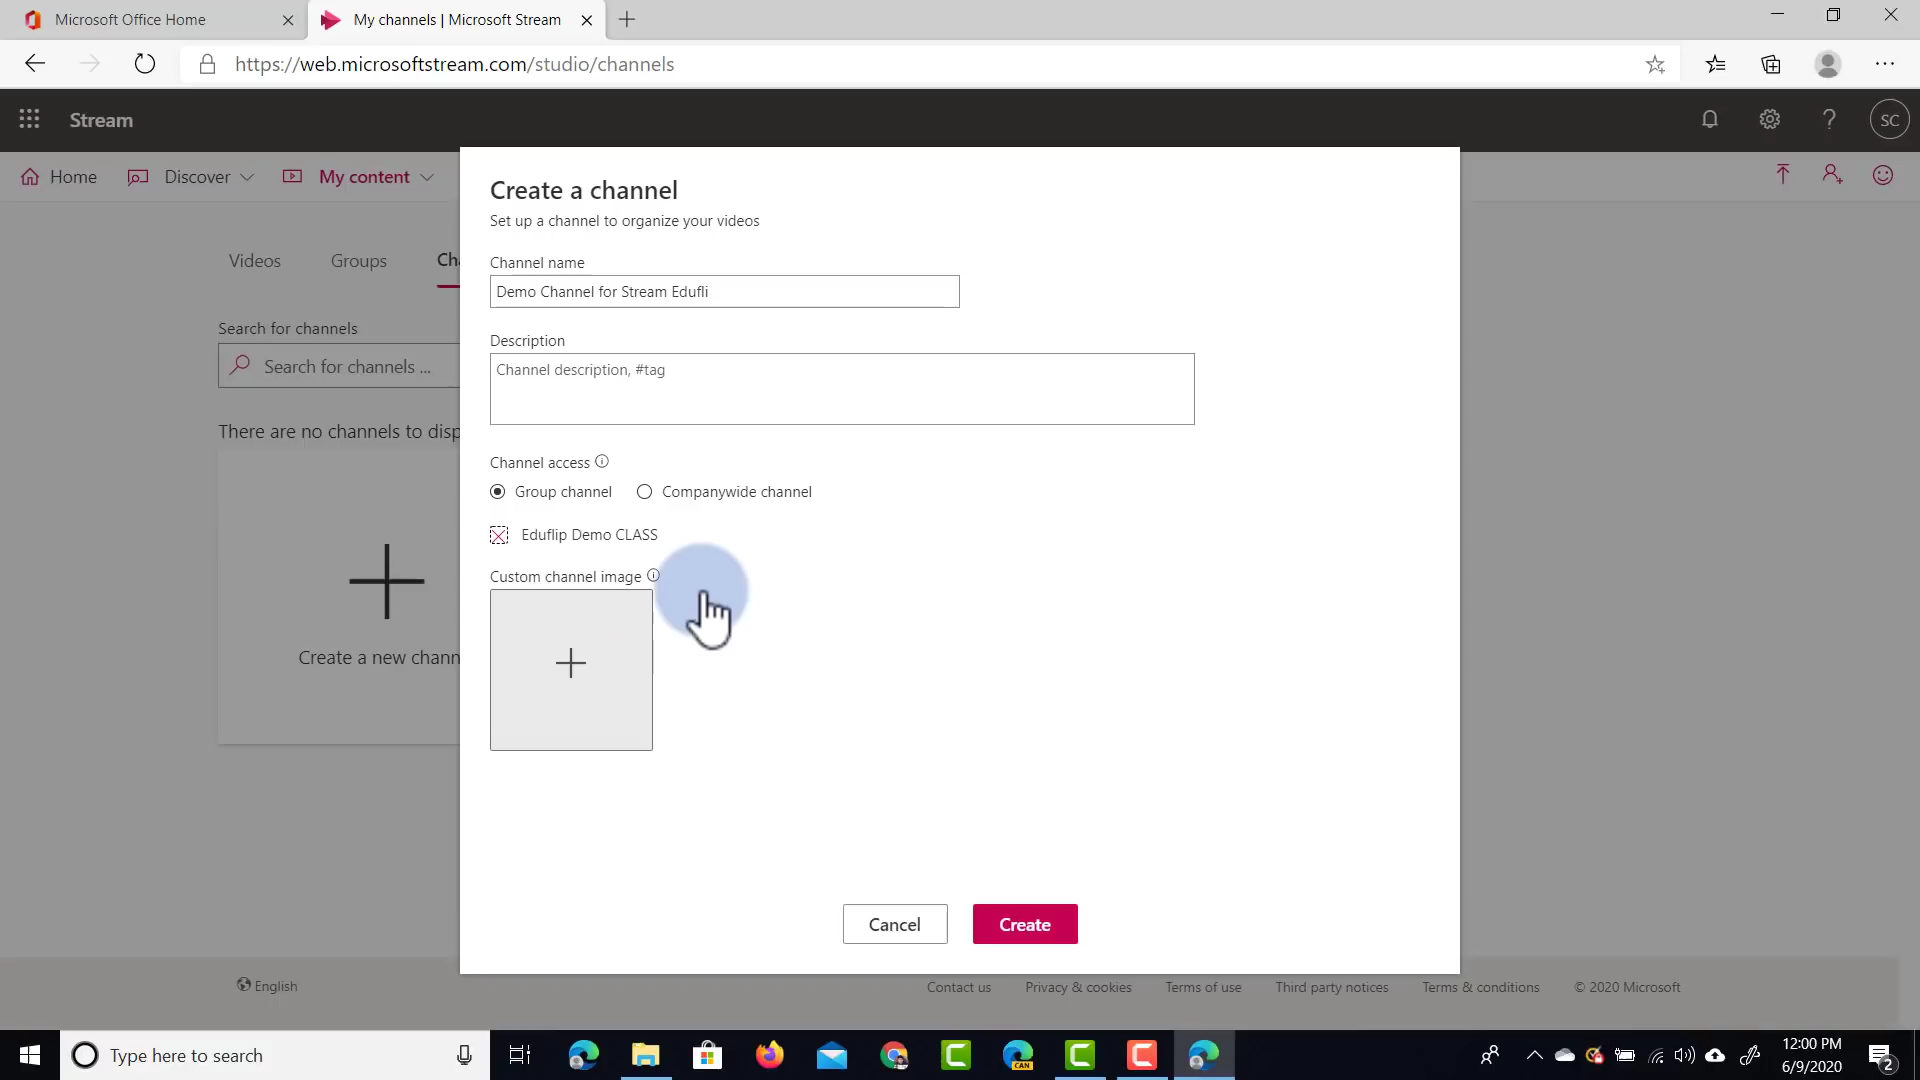 Microsoft Office Home
My channels | Microsoft Stream
https://web.microsoftstream.com/studio/channels
Stream
SC
Home
Discover
My content
Create a channel
Set up a channel to organize your videos
Videos
Groups
Cha
Channel name
Demo Channel for Stream Edufli
Search for channels
Search for channels ...
Description
Channel description, #tag
There are no channels to disp
Channel access
Group channel
Companywide channel
Eduflip Demo CLASS
Custom channel image
Create a new chann
Cancel
Create
English
Contact us
Privacy & cookies
Terms of use
Third party notices
Terms & conditions
© 2020 Microsoft
Type here to search
CAN
12:00 PM
6/9/2020
2